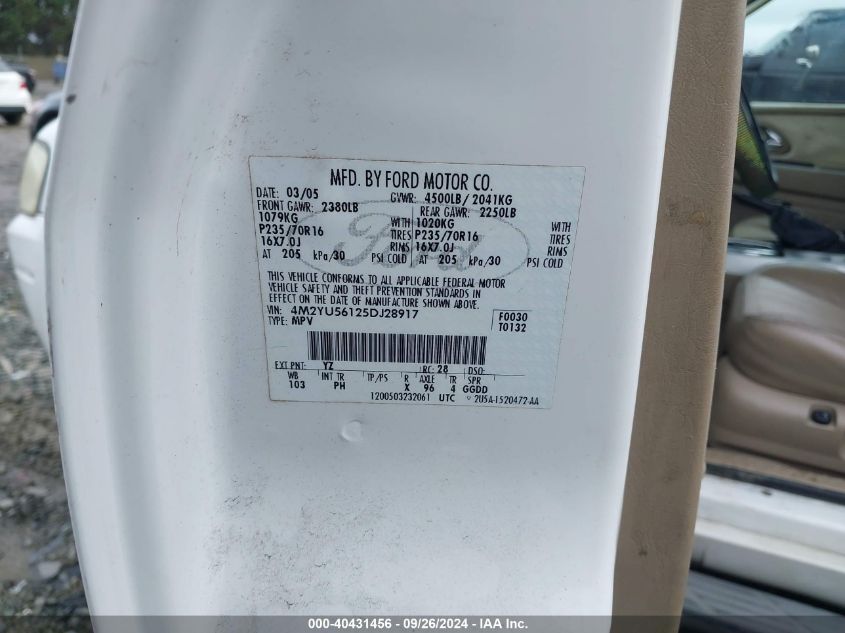 MFD. BY FORD MOTOR CO.
DATE: 03/05 GVWR: 4500LB/ 2041KG
FRONT GAWR: 2380LB REAR GAWR: 2250LB
1079KG WITH 1020KG WITH
P235/70R16 TIRES P235/70R16 TIRES
16X7.0J RIMS 16X7.0J RIMS
AT 205 kPa/30 PSI COLD AT 205 kPa/30 PSI COLD
Ford
THIS VEHICLE CONFORMS TO ALL APPLICABLE FEDERAL MOTOR
VEHICLE SAFETY AND THEFT PREVENTION STANDARDS IN
EFFECT ON THE DATE OF MANUFACTURE SHOWN ABOVE.
VIN: 4M2YU56125DJ28917 F0030
TYPE: MPV T0132
EXT PNT: YZ RC: 28 DSO:
WB INT TR TP/PS R AXLE TR SPR
103 PH X 96 4 GGDD
1200503232061 UTC 2U5A-1520472-AA
000-40431456 | 09/26/2024 | IAA Inc.